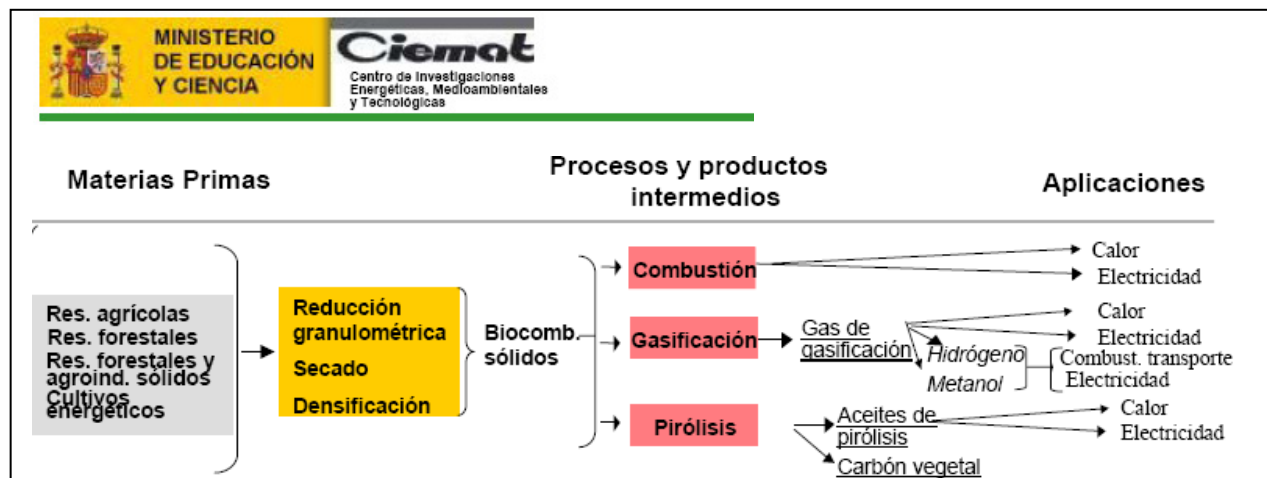 MINISTERIO
DE EDUCACIÓN
Y CIENCIA
Ciemat
Centro de Investigaciones
Energéticas, Medioambientales
y Tecnológicas
Materias Primas
Procesos y productos
intermedios
Aplicaciones
Res. agrícolas
Res. forestales
Res. forestales y
agroind. sólidos
Cultivos
energéticos
Reducción
granulométrica
Secado
Densificación
Biocomb.
sólidos
Combustión
Calor
Electricidad
Gasificación
Gas de
gasificación
Calor
Electricidad
Hidrógeno
Metanol
Combust. transporte
Electricidad
Pirólisis
Aceites de
pirólisis
Carbón vegetal
Calor
Electricidad